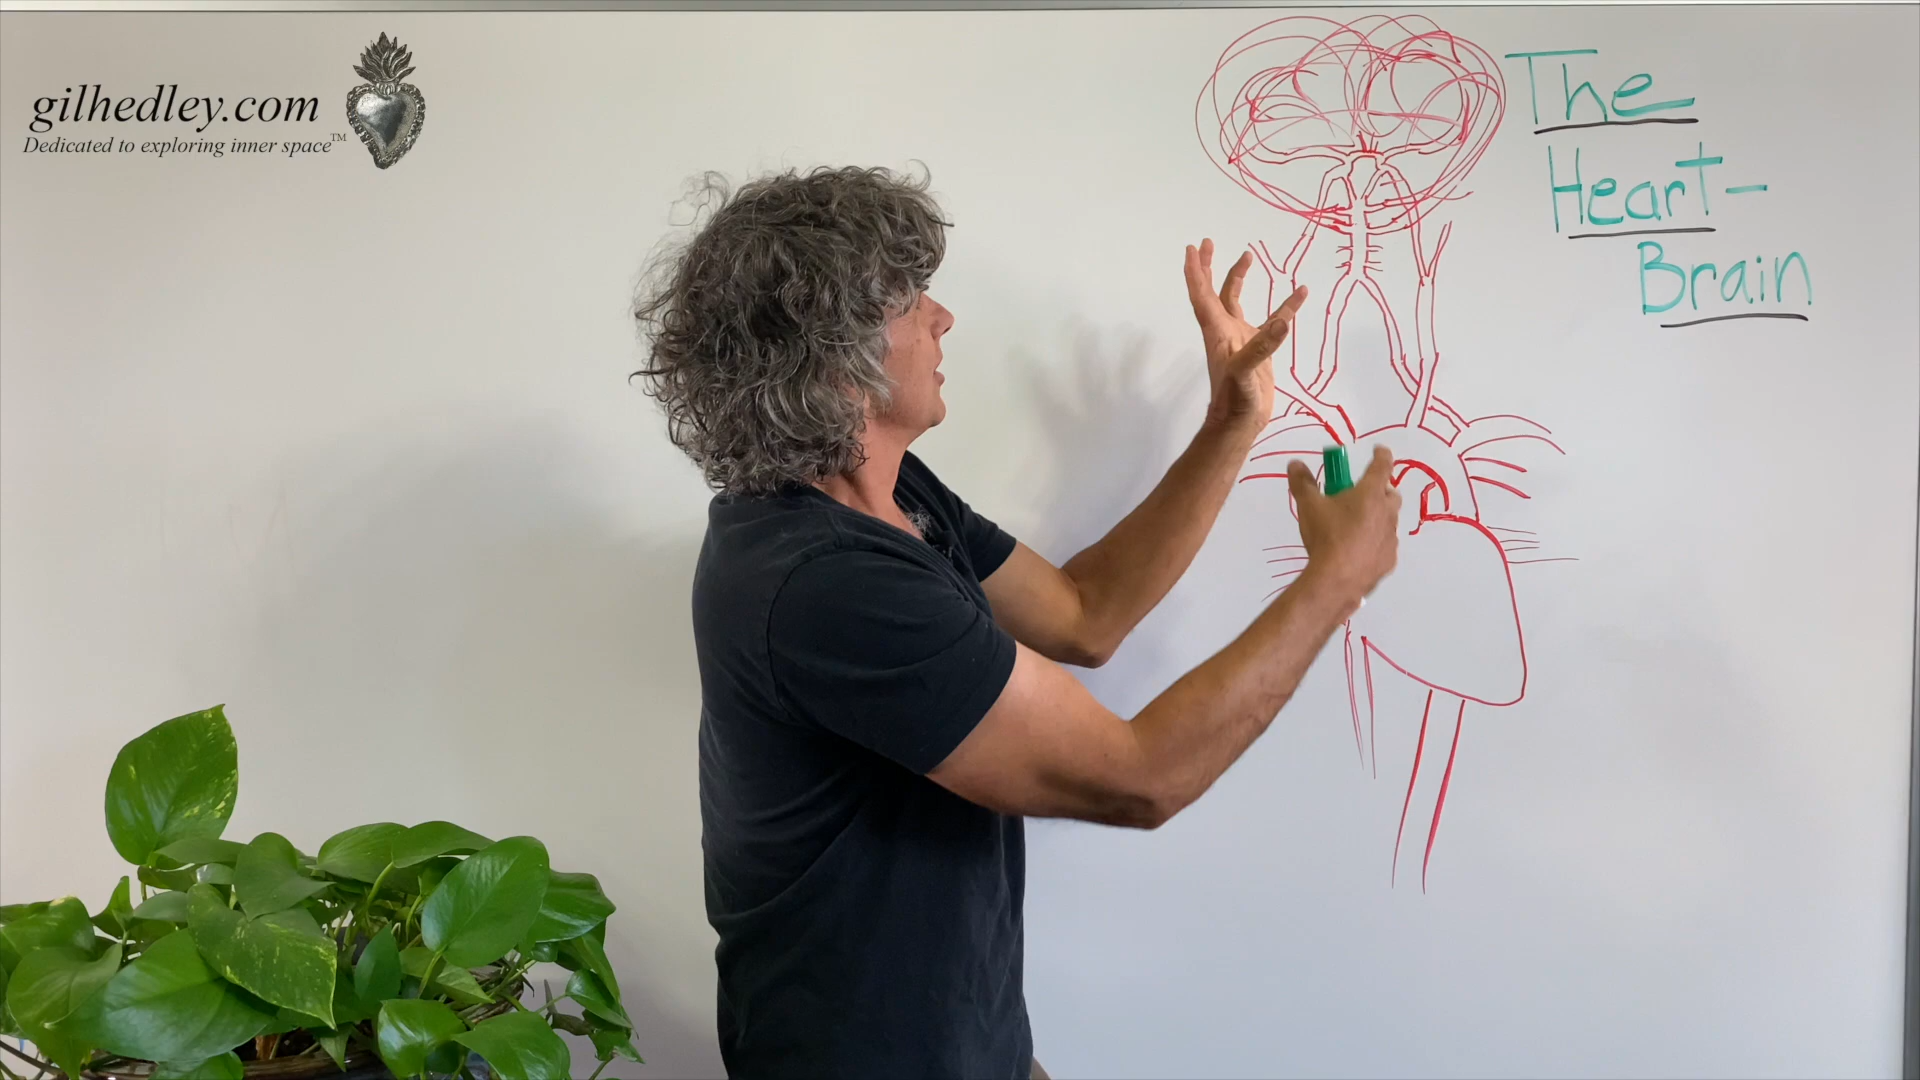 gilhedley.com
Dedicated to exploring inner space™
The
Heart-
Brain